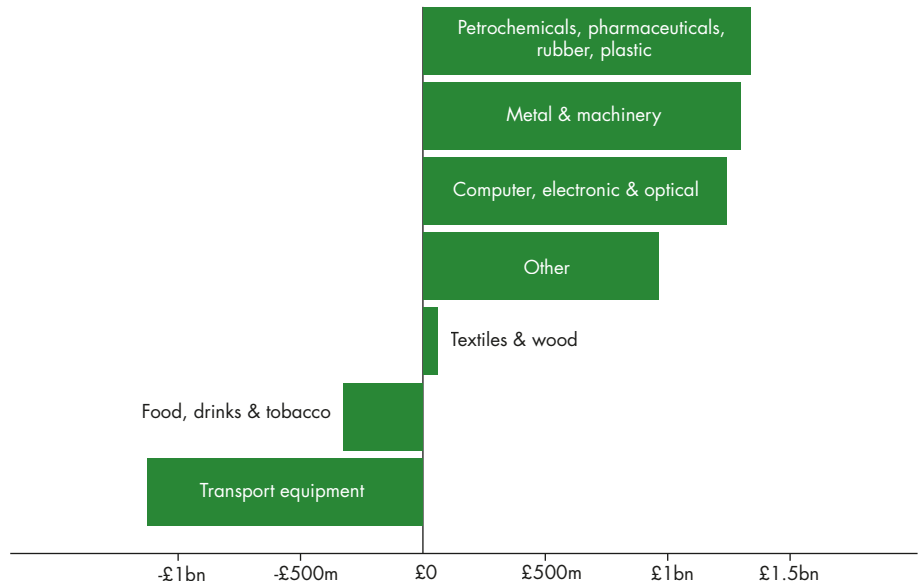 Petrochemicals, pharmaceuticals,
rubber, plastic
Metal & machinery
Computer, electronic & optical
Other
Textiles & wood
Food, drinks & tobacco
Transport equipment
-£1bn
-£500m
£0
£500m
£1bn
£1.5bn